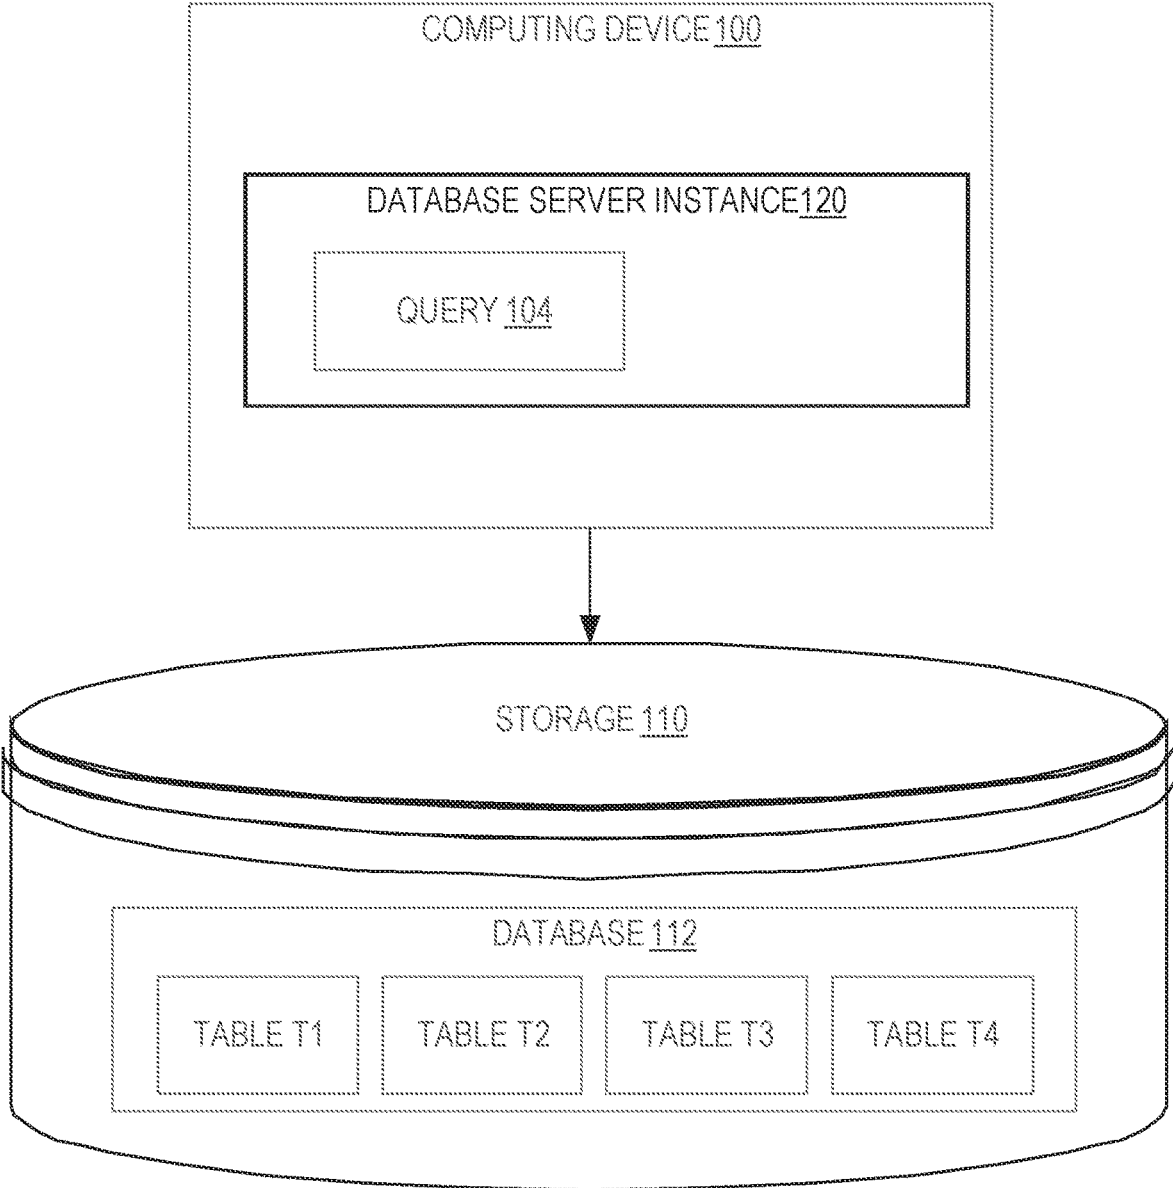 COMPUTING DEVICE 100
DATABASE SERVER INSTANCE120
QUERY 104
STORAGE 110
DATABASE 112
TABLE T1
TABLE T2
TABLE T3
TABLE T4